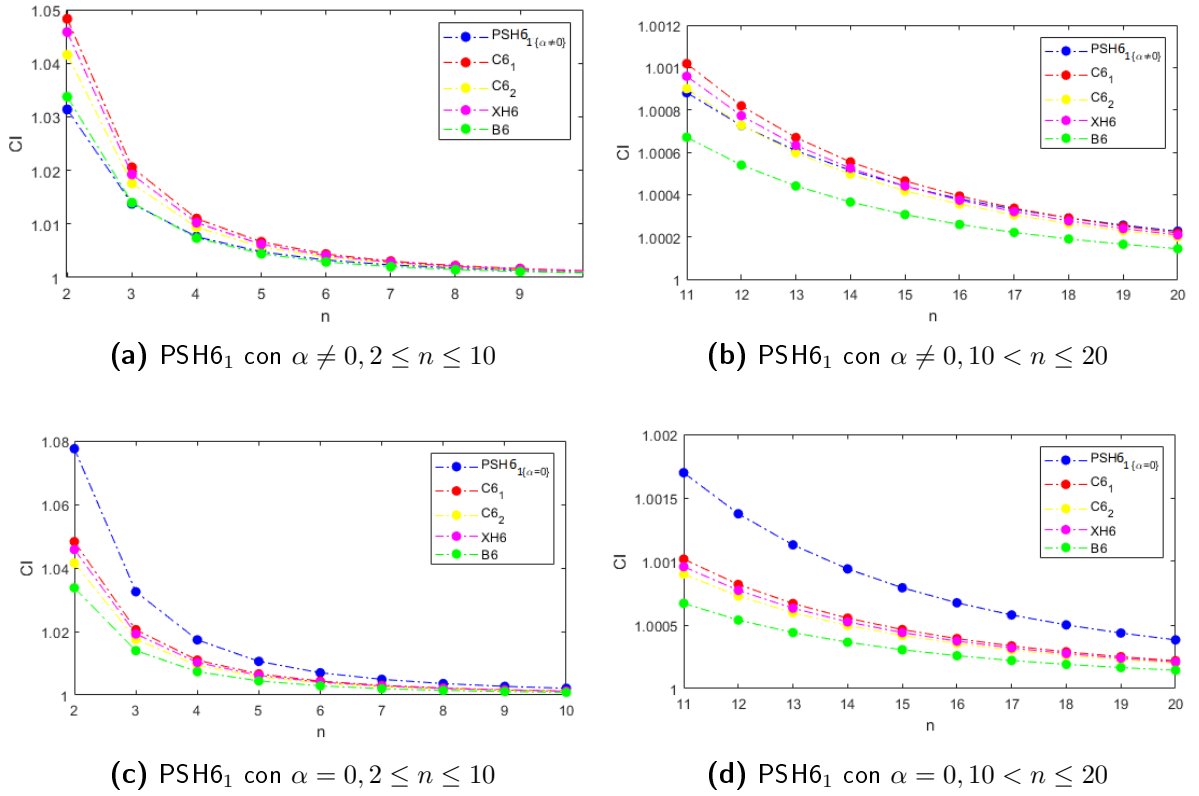 1.05
1.04
1.03
1.02
1.01
1
CI
2 3 4 5 6 7 8 9
n
PSH6₁{α≠0}
C6₁
C6₂
XH6
B6
(a) PSH6₁ con α ≠ 0, 2 ≤ n ≤ 10
1.0012
1.001
1.0008
1.0006
1.0004
1.0002
1
CI
11 12 13 14 15 16 17 18 19 20
n
PSH6₁{α≠0}
C6₁
C6₂
XH6
B6
(b) PSH6₁ con α ≠ 0, 10 < n ≤ 20
1.08
1.06
1.04
1.02
1
CI
2 3 4 5 6 7 8 9 10
n
PSH6₁{α=0}
C6₁
C6₂
XH6
B6
(c) PSH6₁ con α = 0, 2 ≤ n ≤ 10
1.002
1.0015
1.001
1.0005
1
CI
11 12 13 14 15 16 17 18 19 20
n
PSH6₁{α=0}
C6₁
C6₂
XH6
B6
(d) PSH6₁ con α = 0, 10 < n ≤ 20